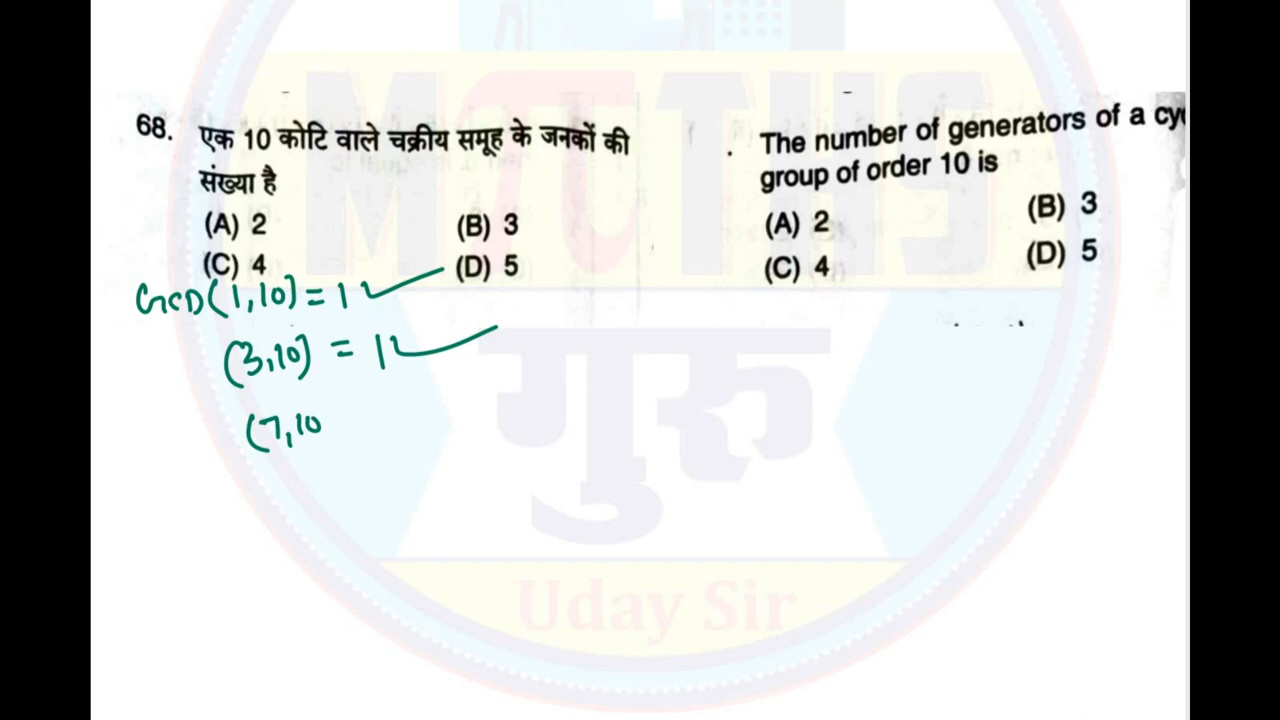 68. एक 10 कोटि वाले चक्रीय समूह के जनकों की
संख्या है
(A) 2 (B) 3
(C) 4 (D) 5
. The number of generators of a cy
group of order 10 is
(A) 2 (B) 3
(C) 4 (D) 5
GCD(1,10) = 1
(3,10) = 1
(7,10
MATHS
गुरु
Uday Sir